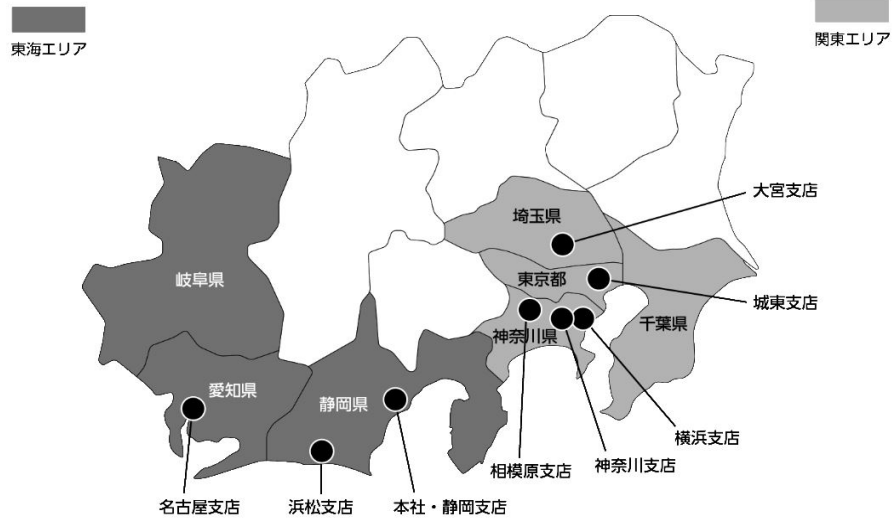 東海エリア
関東エリア
大宮支店
埼玉県
岐阜県
東京都
城東支店
千葉県
神奈川県
愛知県
静岡県
横浜支店
相模原支店
神奈川支店
名古屋支店
浜松支店
本社・静岡支店